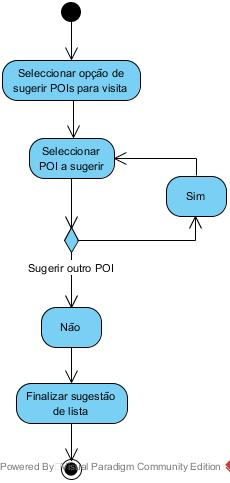 Seleccionar opção de
sugerir POIs para visita
Seleccionar
POI a sugerir
Sim
Sugerir outro POI
Não
Finalizar sugestão
de lista
Powered By Visual Paradigm Community Edition